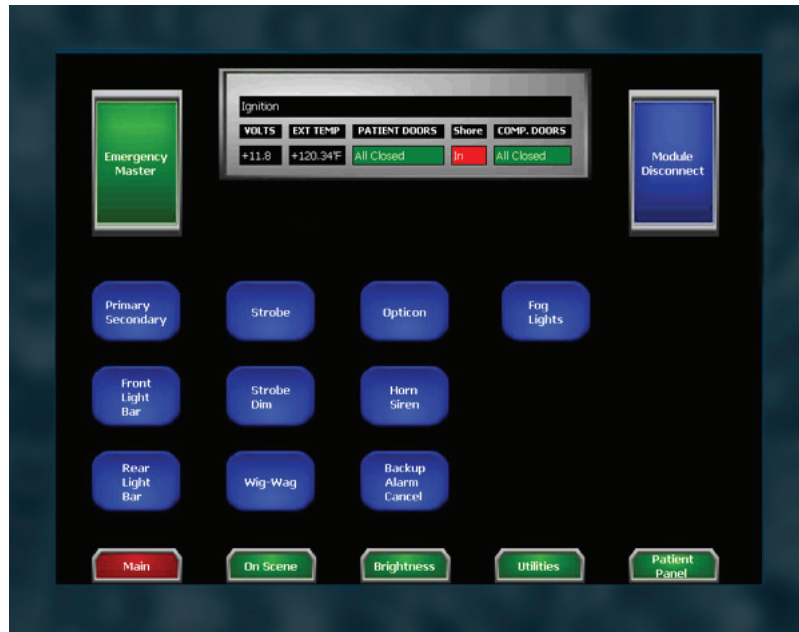 Ignition
VOLTS EXT TEMP PATIENT DOORS Shore COMP. DOORS
+11.8 +120.34°F All Closed In All Closed
Emergency
Master
Module
Disconnect
Primary
Secondary
Strobe
Opticon
Fog
Lights
Front
Light
Bar
Strobe
Dim
Horn
Siren
Rear
Light
Bar
Wig-Wag
Backup
Alarm
Cancel
Main
On Scene
Brightness
Utilities
Patient
Panel